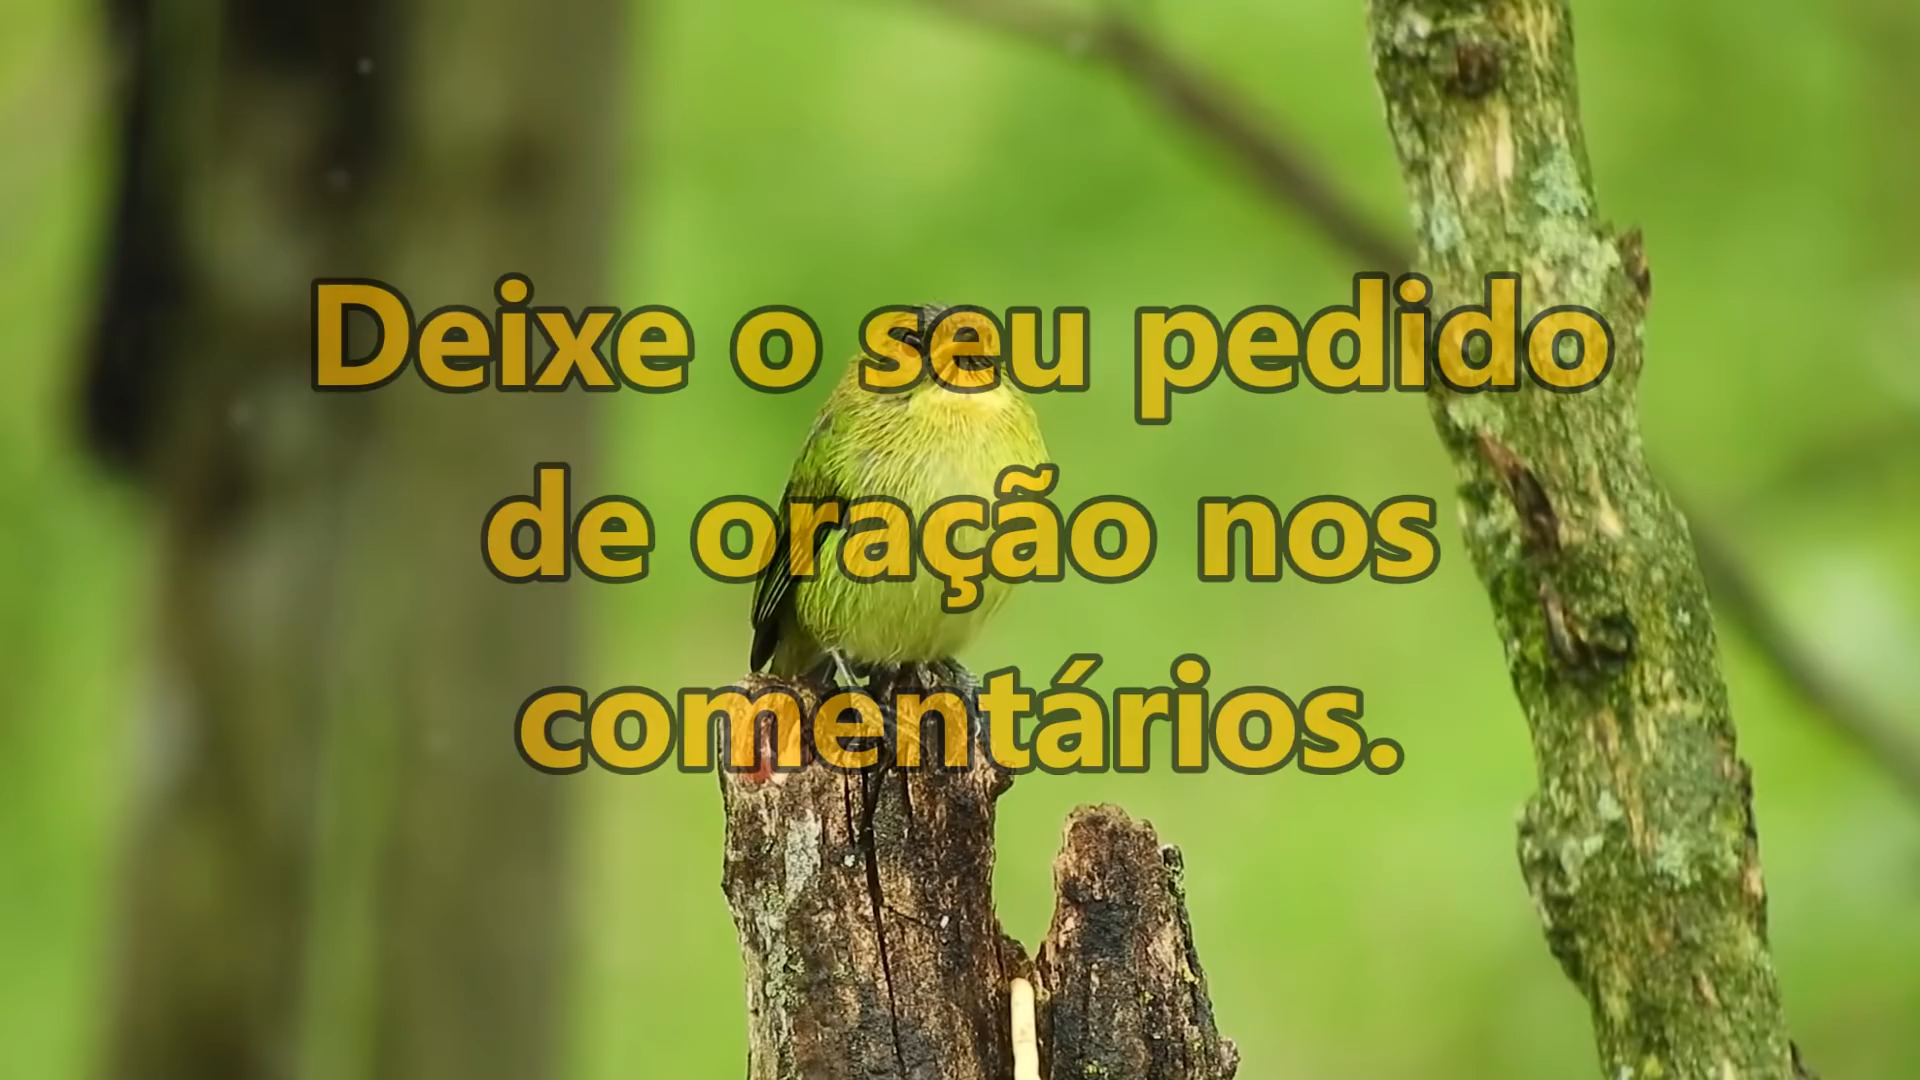 Deixe o seu pedido
de oração nos
comentários.